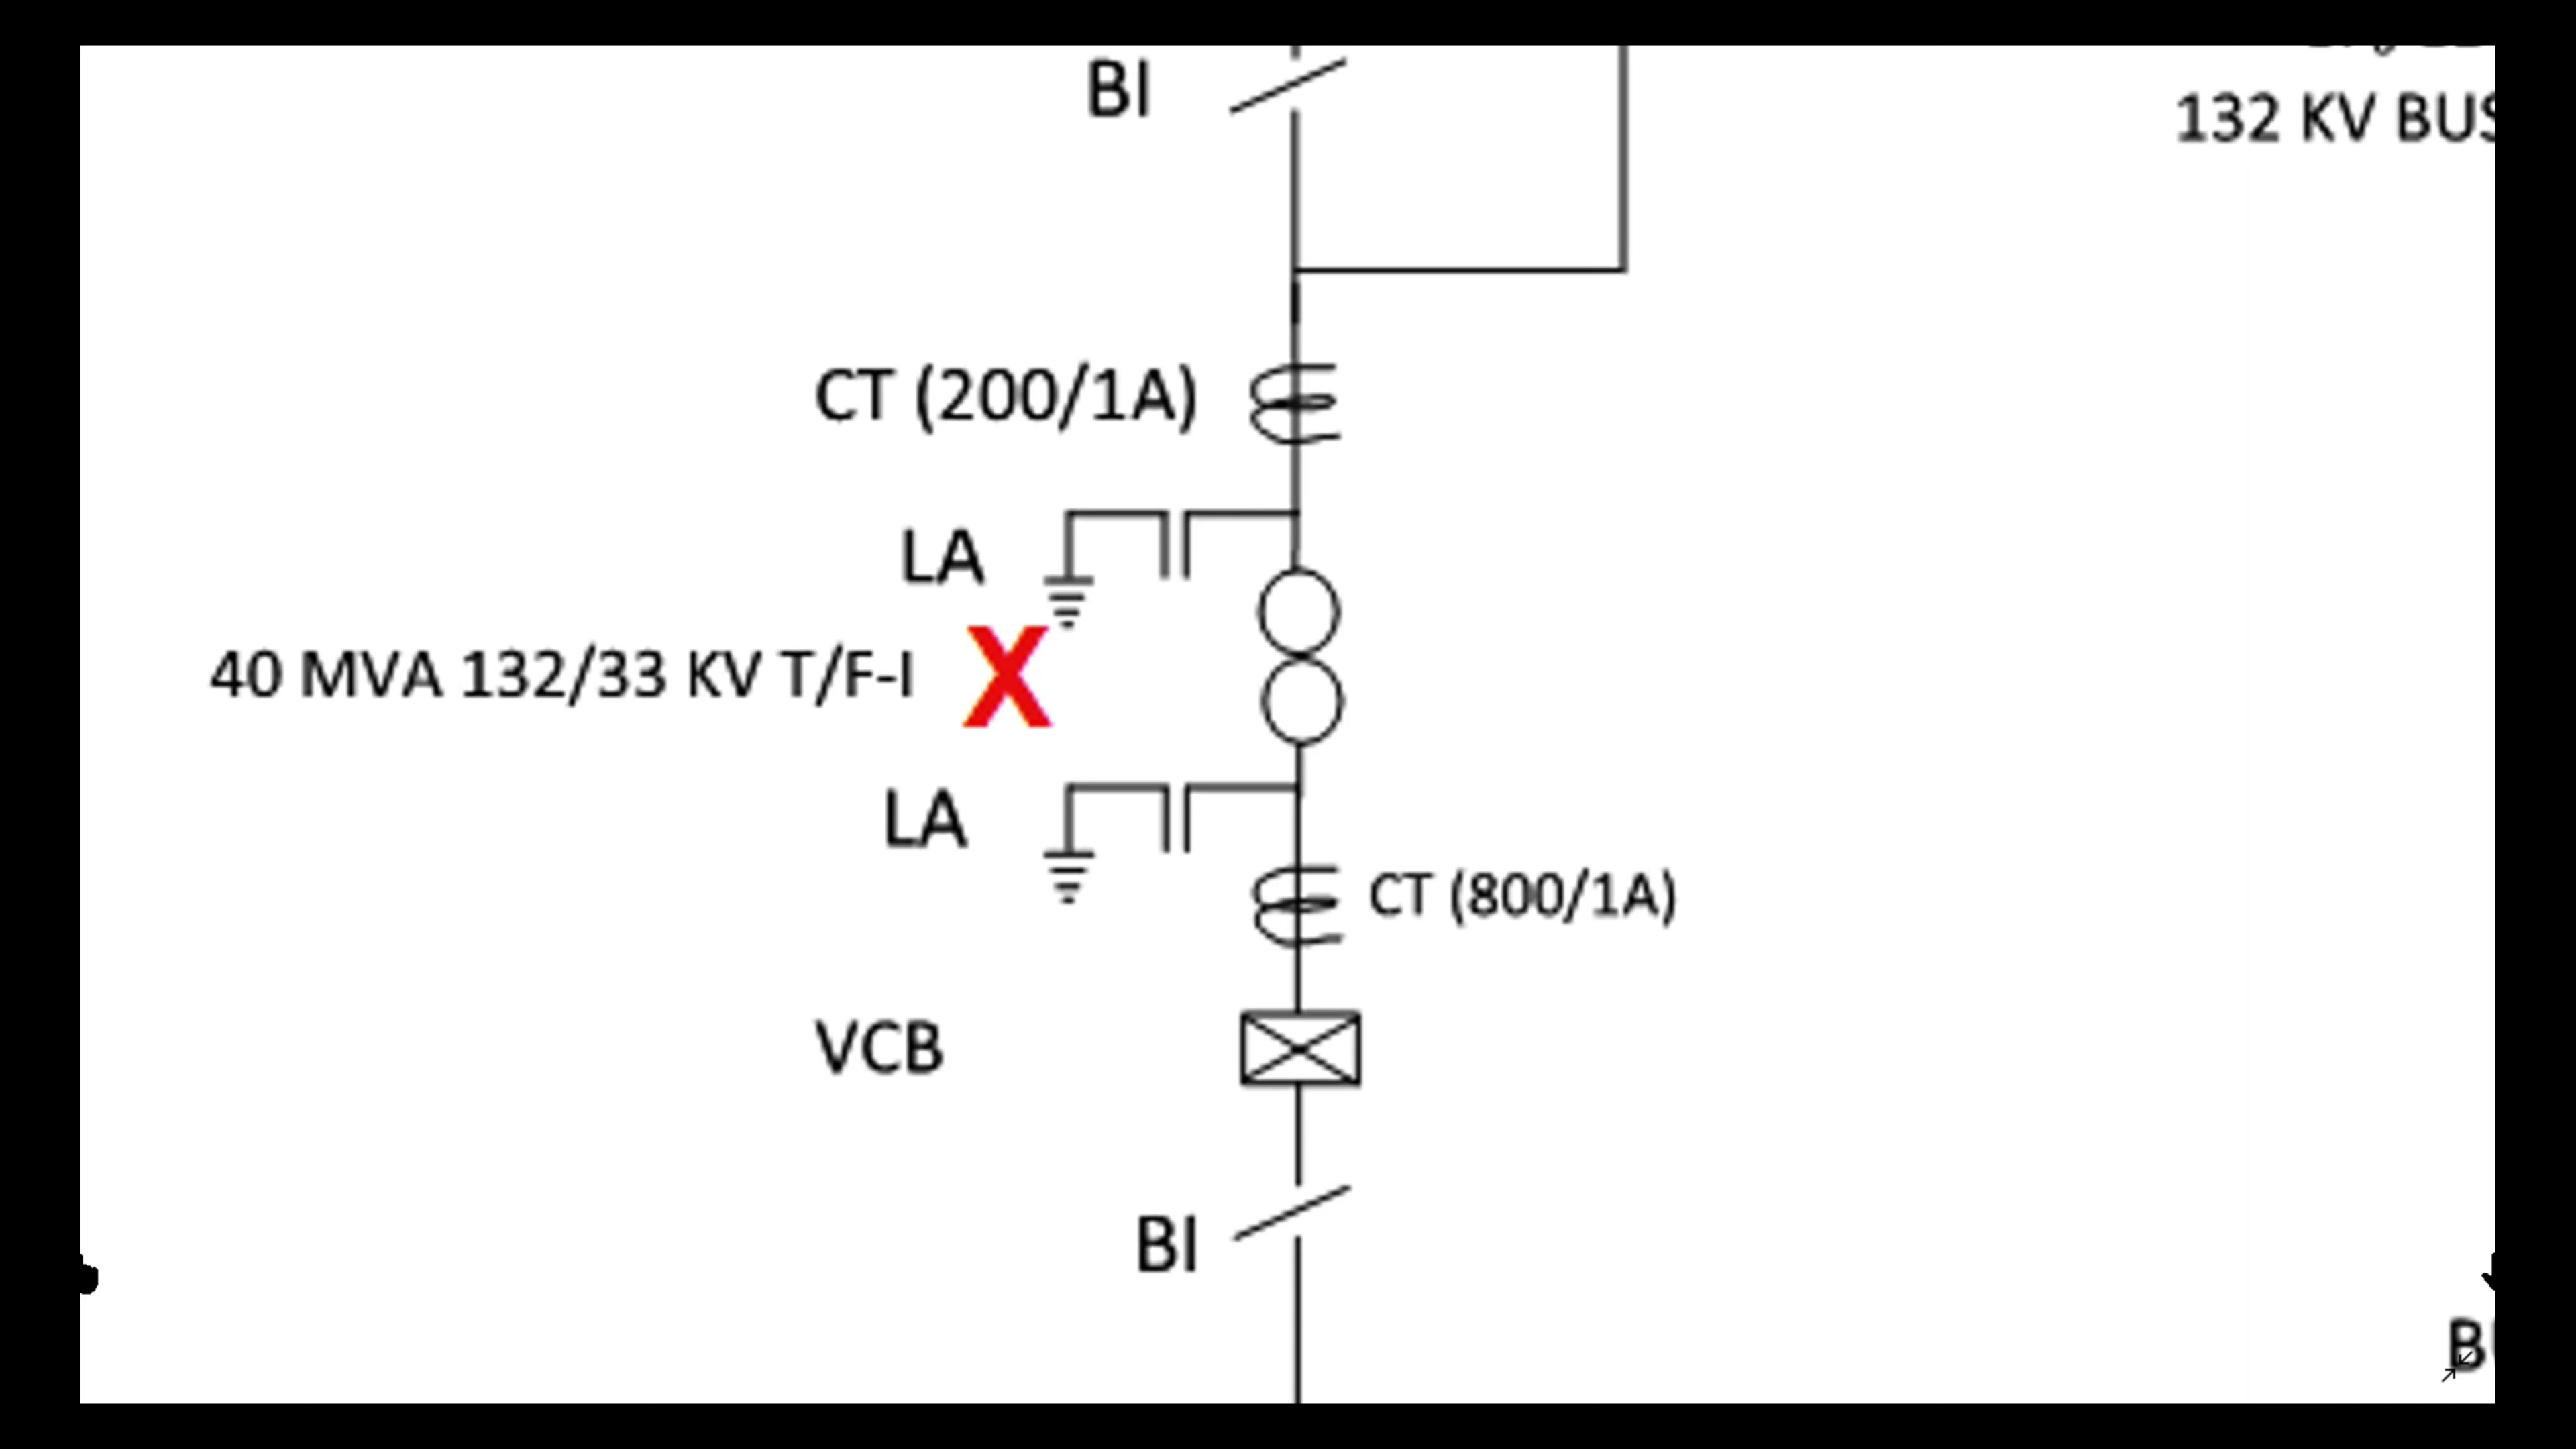 BI
132 KV BUS
CT (200/1A)
LA
40 MVA 132/33 KV T/F-I X
LA
CT (800/1A)
VCB
BI